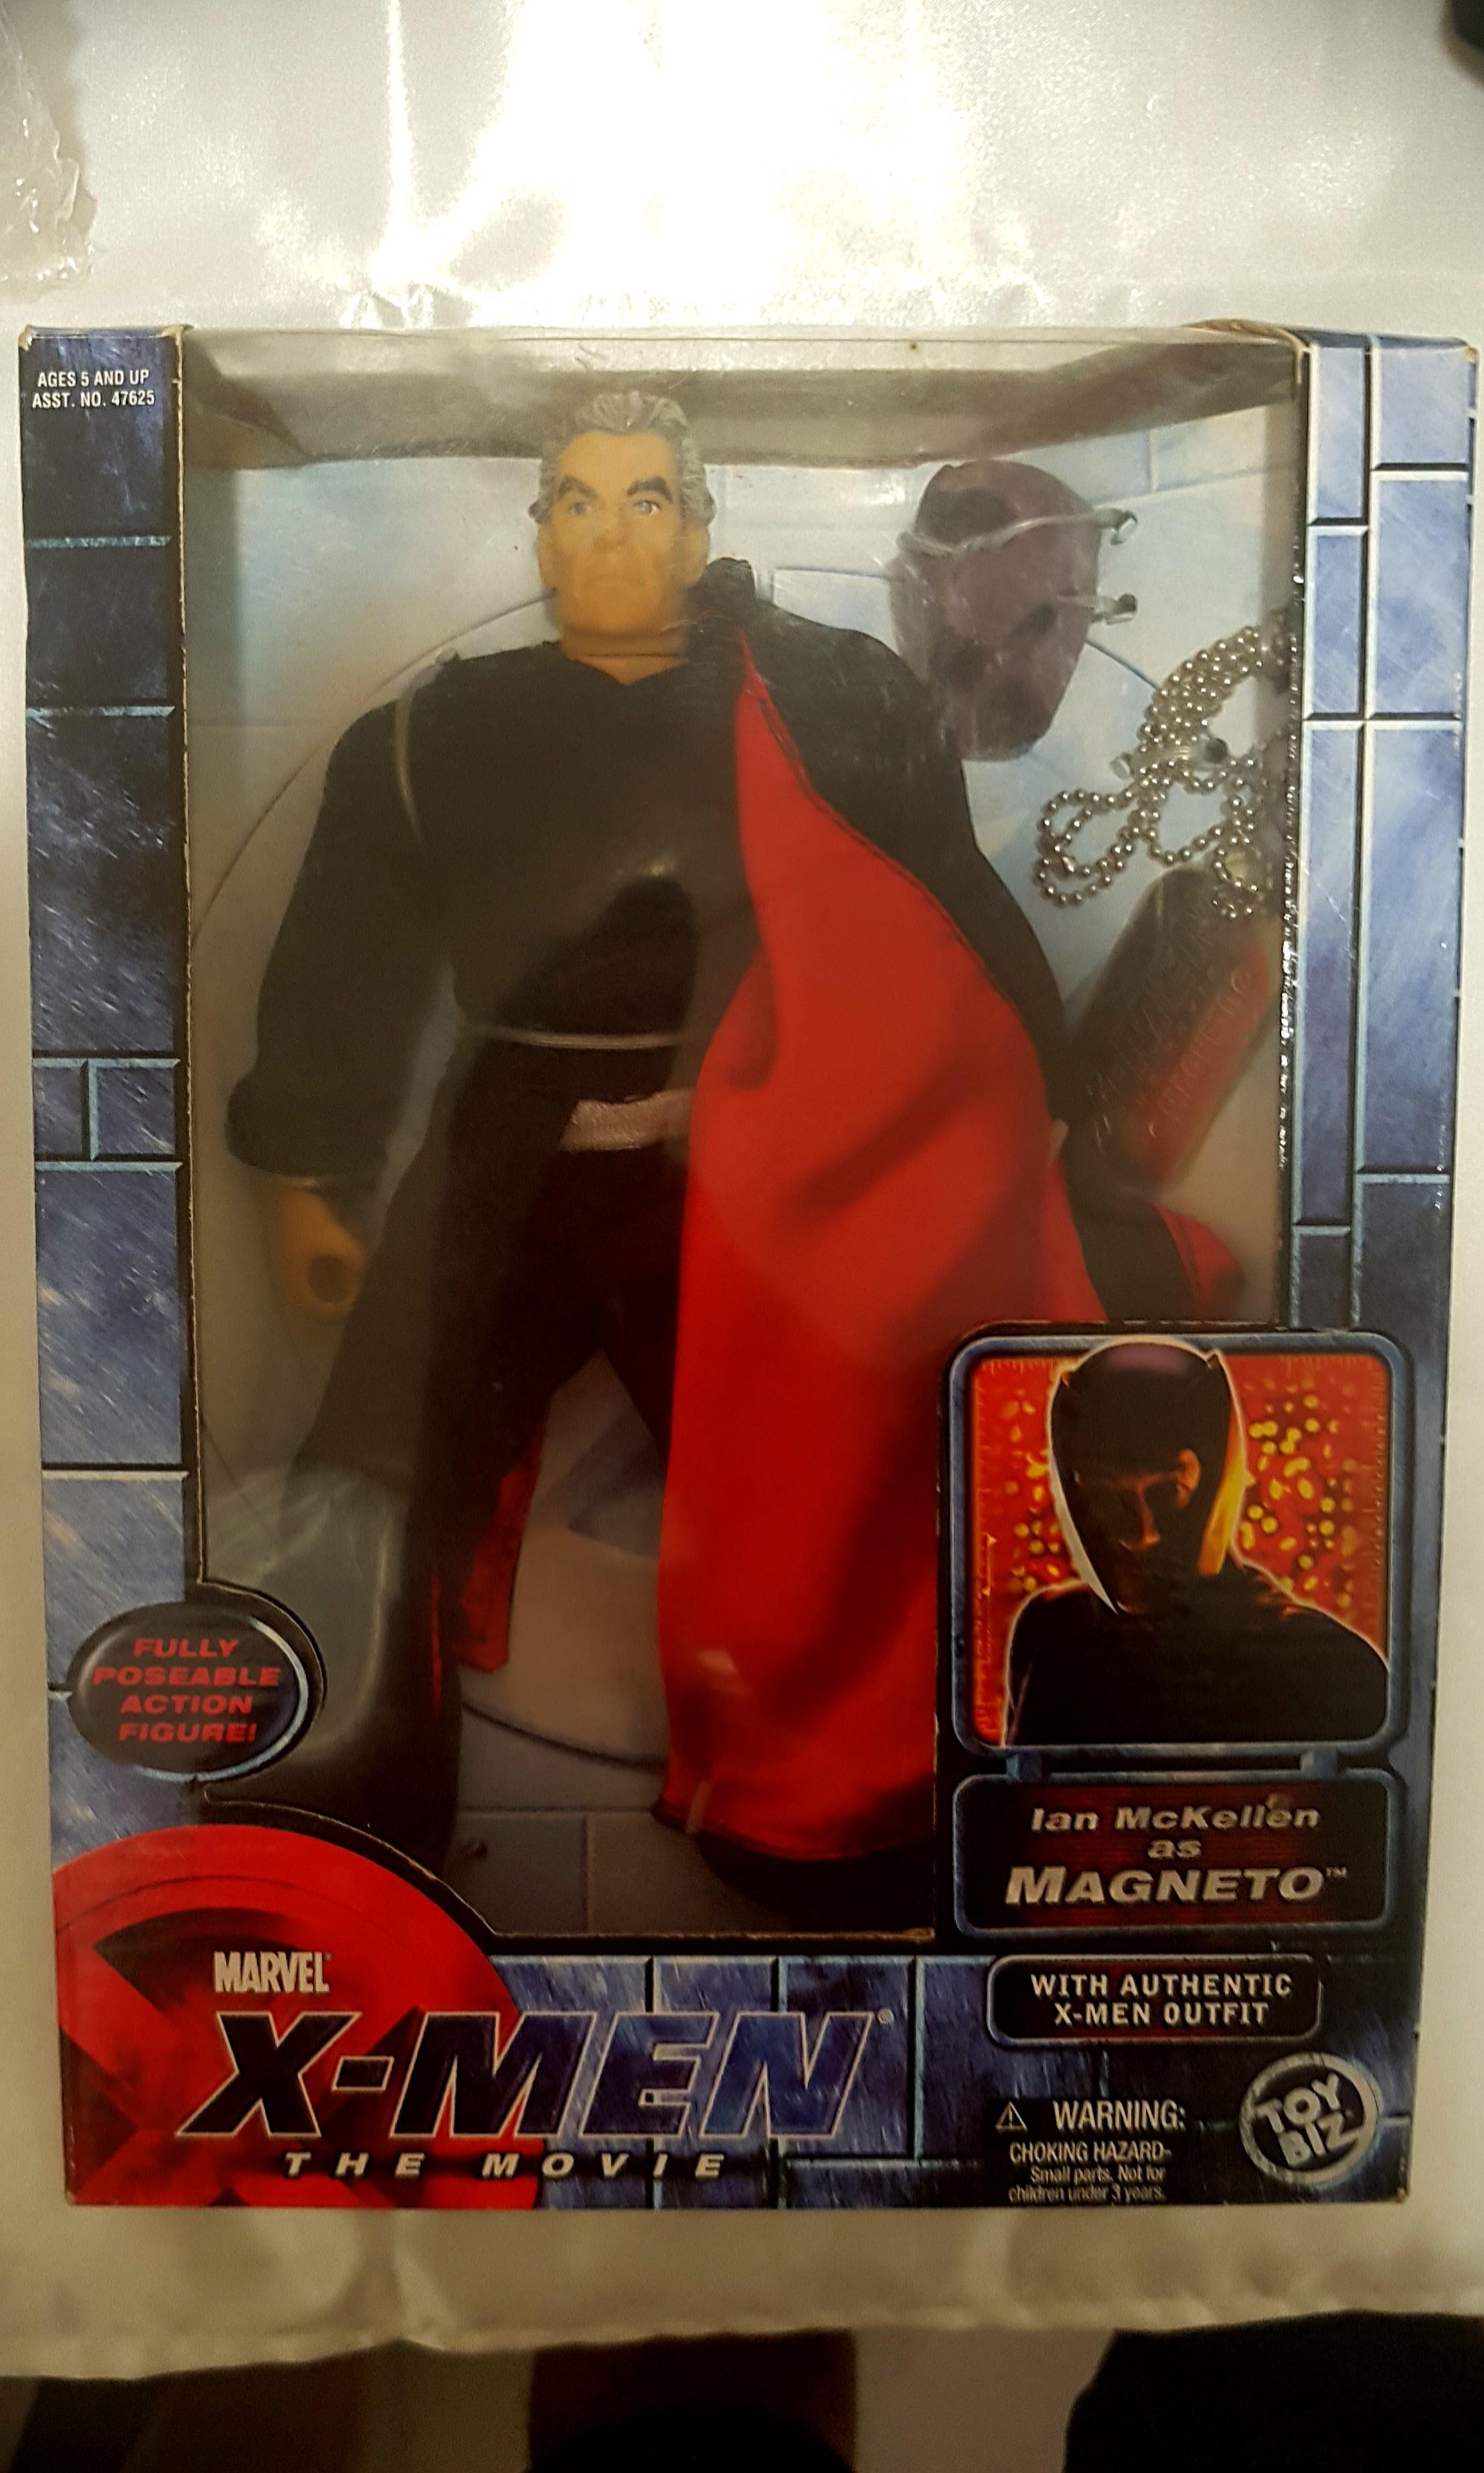 AGES 5 AND UP
ASST. NO. 47625
FULLY
POSEABLE
ACTION
FIGURE!
Ian McKellen
as
MAGNETO™
MARVEL
X-MEN®
THE MOVIE
WITH AUTHENTIC
X-MEN OUTFIT
⚠ WARNING:
CHOKING HAZARD-
Small parts. Not for
children under 3 years.
TOY
BIZ